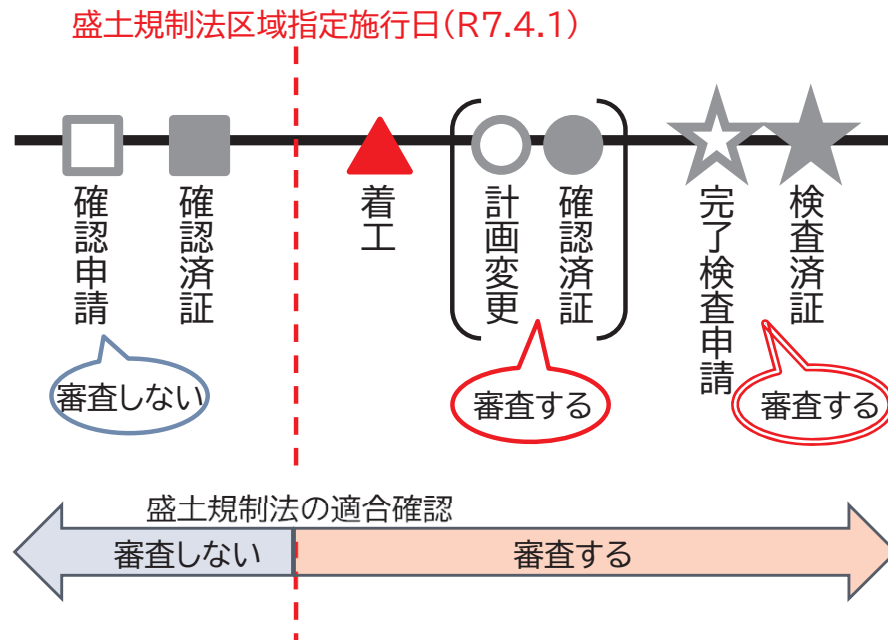 盛土規制法区域指定施行日(R7.4.1)
確認申請
確認済証
着工
計画変更
確認済証
完了検査申請
検査済証
審査しない
審査する
審査する
盛土規制法の適合確認
審査しない
審査する